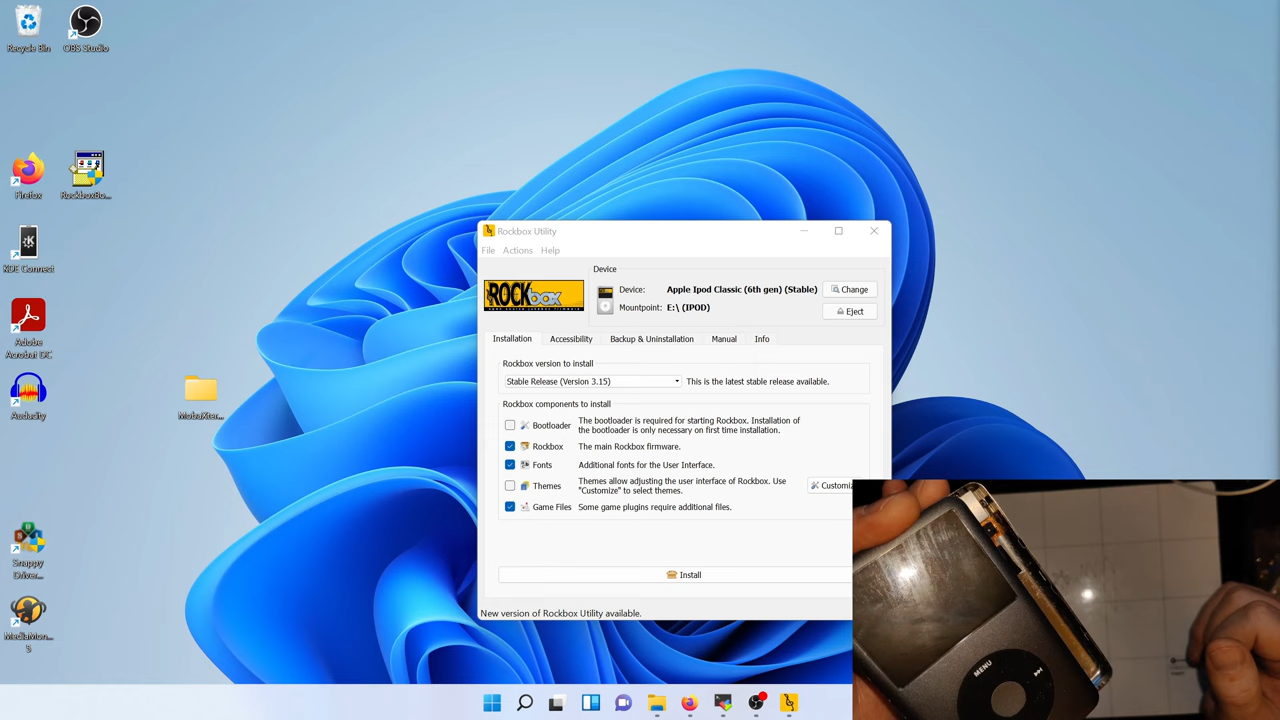 Recycle Bin
OBS Studio
Firefox
RockboxBo...
KDE Connect
Adobe
Acrobat DC
MobaXter...
Audacity
Snappy
Driver...
MediaMon...
5
Rockbox Utility
File Actions Help
Device
ROCKbox
Device: Apple Ipod Classic (6th gen) (Stable) Change
Mountpoint: E:\ (IPOD) Eject
Installation Accessibility Backup & Uninstallation Manual Info
Rockbox version to install
Stable Release (Version 3.15) This is the latest stable release available.
Rockbox components to install
Bootloader The bootloader is required for starting Rockbox. Installation of
the bootloader is only necessary on first time installation.
Rockbox The main Rockbox firmware.
Fonts Additional fonts for the User Interface.
Themes Themes allow adjusting the user interface of Rockbox. Use
"Customize" to select themes. Customiz
Game Files Some game plugins require additional files.
Install
New version of Rockbox Utility available.
MENU